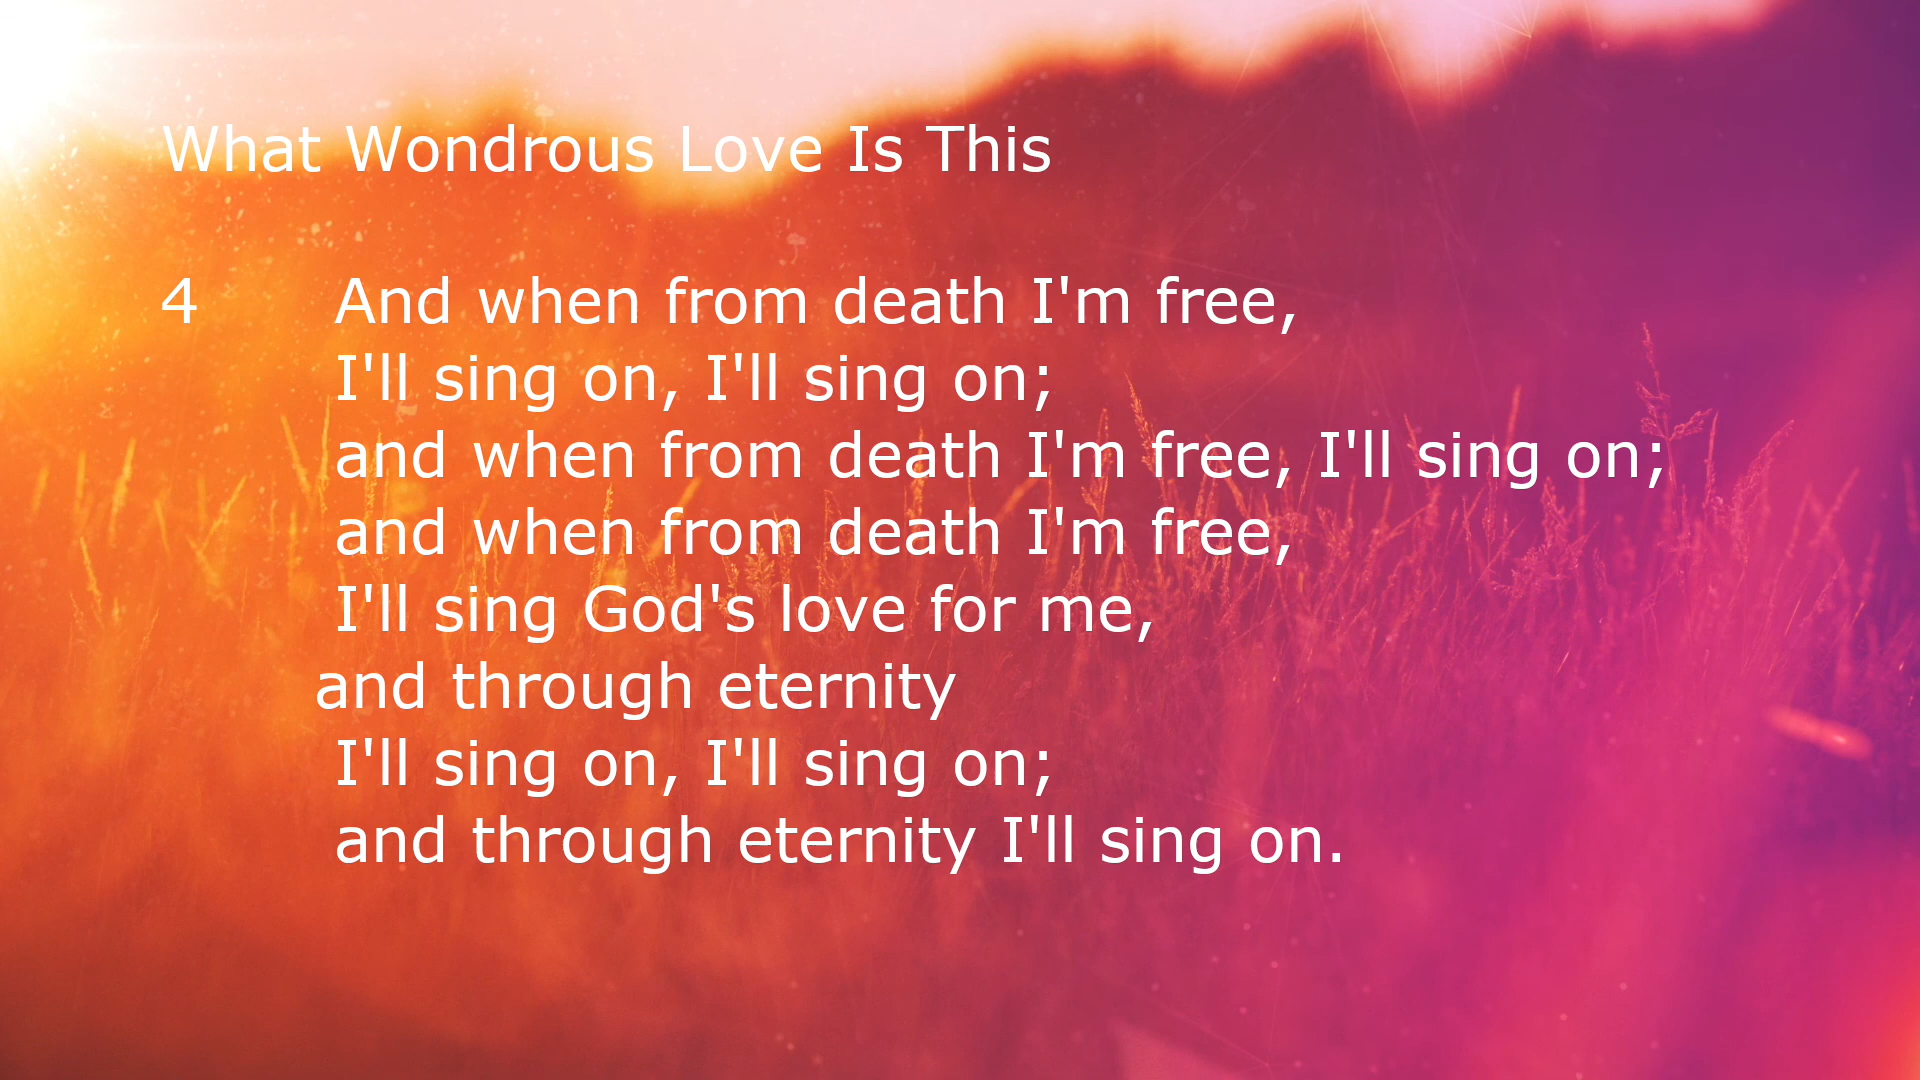 What Wondrous Love Is This
4 And when from death I'm free,
I'll sing on, I'll sing on;
and when from death I'm free, I'll sing on;
and when from death I'm free,
I'll sing God's love for me,
and through eternity
I'll sing on, I'll sing on;
and through eternity I'll sing on.